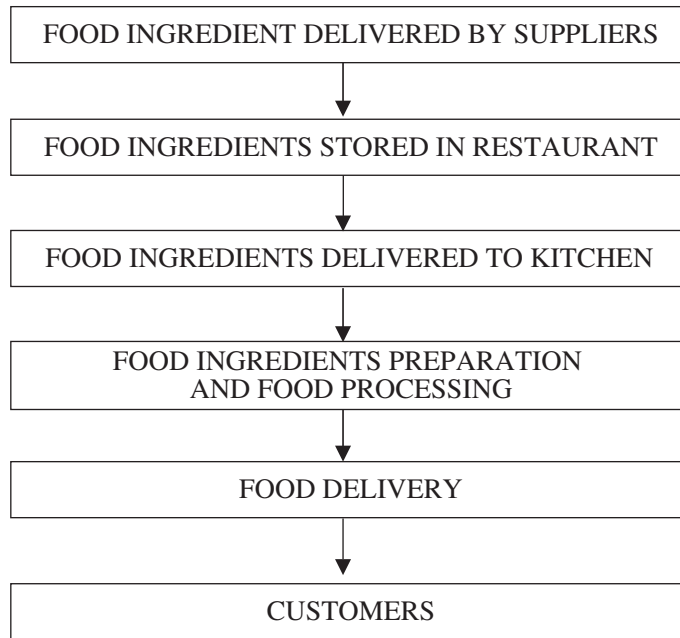 FOOD INGREDIENT DELIVERED BY SUPPLIERS
FOOD INGREDIENTS STORED IN RESTAURANT
FOOD INGREDIENTS DELIVERED TO KITCHEN
FOOD INGREDIENTS PREPARATION
AND FOOD PROCESSING
FOOD DELIVERY
CUSTOMERS